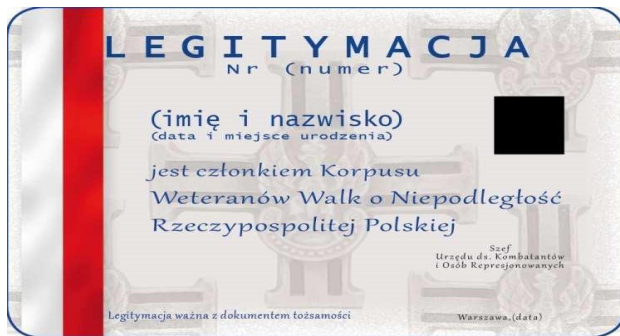 LEGITYMACJA
Nr (numer)
(imię i nazwisko)
(data i miejsce urodzenia)
jest członkiem Korpusu
Weteranów Walk o Niepodległość
Rzeczypospolitej Polskiej
Szef
Urzędu ds. Kombatantów
i Osób Represjonowanych
Legitymacja ważna z dokumentem tożsamości
Warszawa,(data)